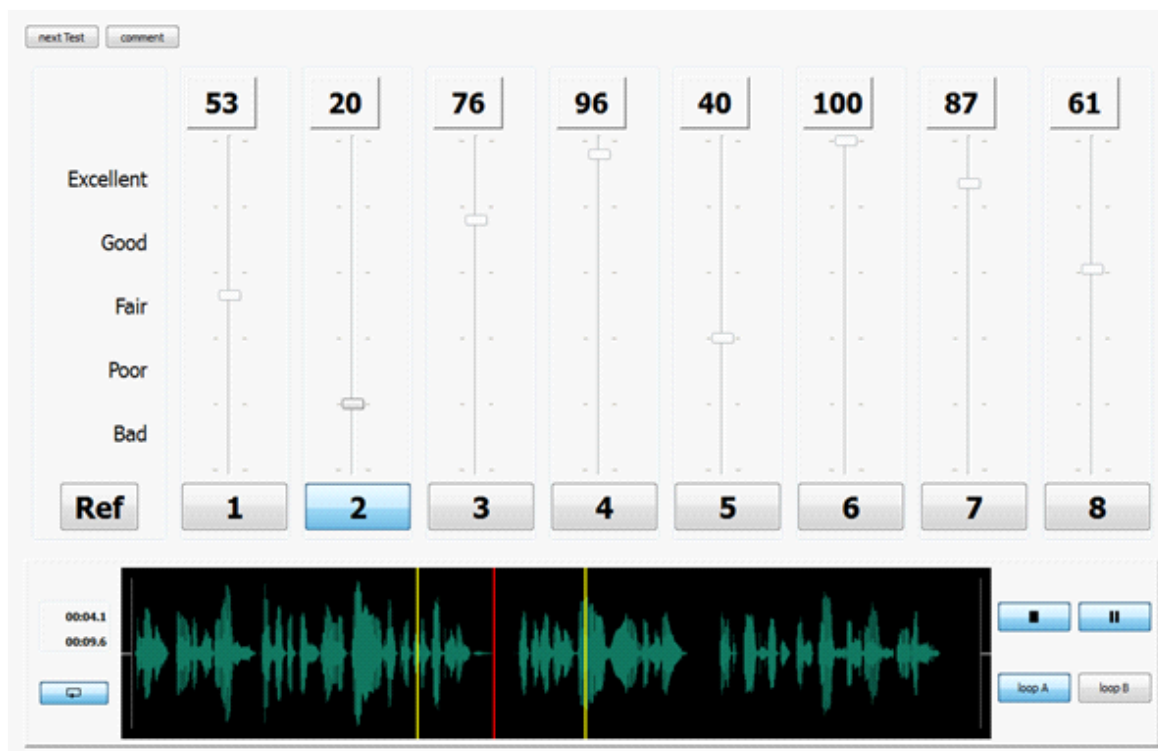 next Test comment
53 20 76 96 40 100 87 61
Excellent
Good
Fair
Poor
Bad
Ref 1 2 3 4 5 6 7 8
00:04.1
00:09.6
loop A loop B